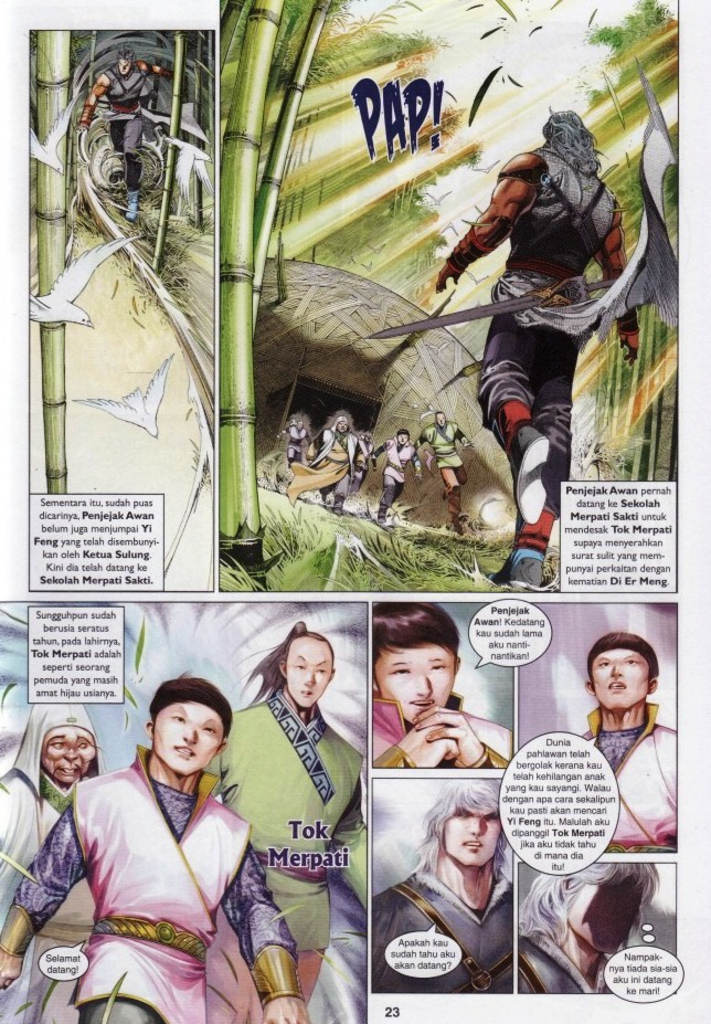 PAP!
Sementara itu, sudah puas
dicarinya, Penjejak Awan
belum juga menjumpai Yi
Feng yang telah disembunyi-
kan oleh Ketua Sulung.
Kini dia telah datang ke
Sekolah Merpati Sakti.
Penjejak Awan pernah
datang ke Sekolah
Merpati Sakti untuk
mendesak Tok Merpati
supaya menyerahkan
surat sulit yang mem-
punyai perkaitan dengan
kematian Di Er Meng.
Sungguhpun sudah
berusia seratus
tahun, pada lahirnya,
Tok Merpati adalah
seperti seorang
pemuda yang masih
amat hijau usianya.
Tok
Merpati
Selamat
datang!
Penjejak
Awan! Kedatang
kau sudah lama
aku nanti-
nantikan!
Dunia
pahlawan telah
bergolak kerana kau
telah kehilangan anak
yang kau sayangi. Walau
dengan apa cara sekalipun
kau pasti akan mencari
Yi Feng itu. Malulah aku
dipanggil Tok Merpati
jika aku tidak tahu
di mana dia
itu!
Apakah kau
sudah tahu
aku akan
datang?
Nampak-
nya tiada sia-sia
aku ini datang
ke mari!
23